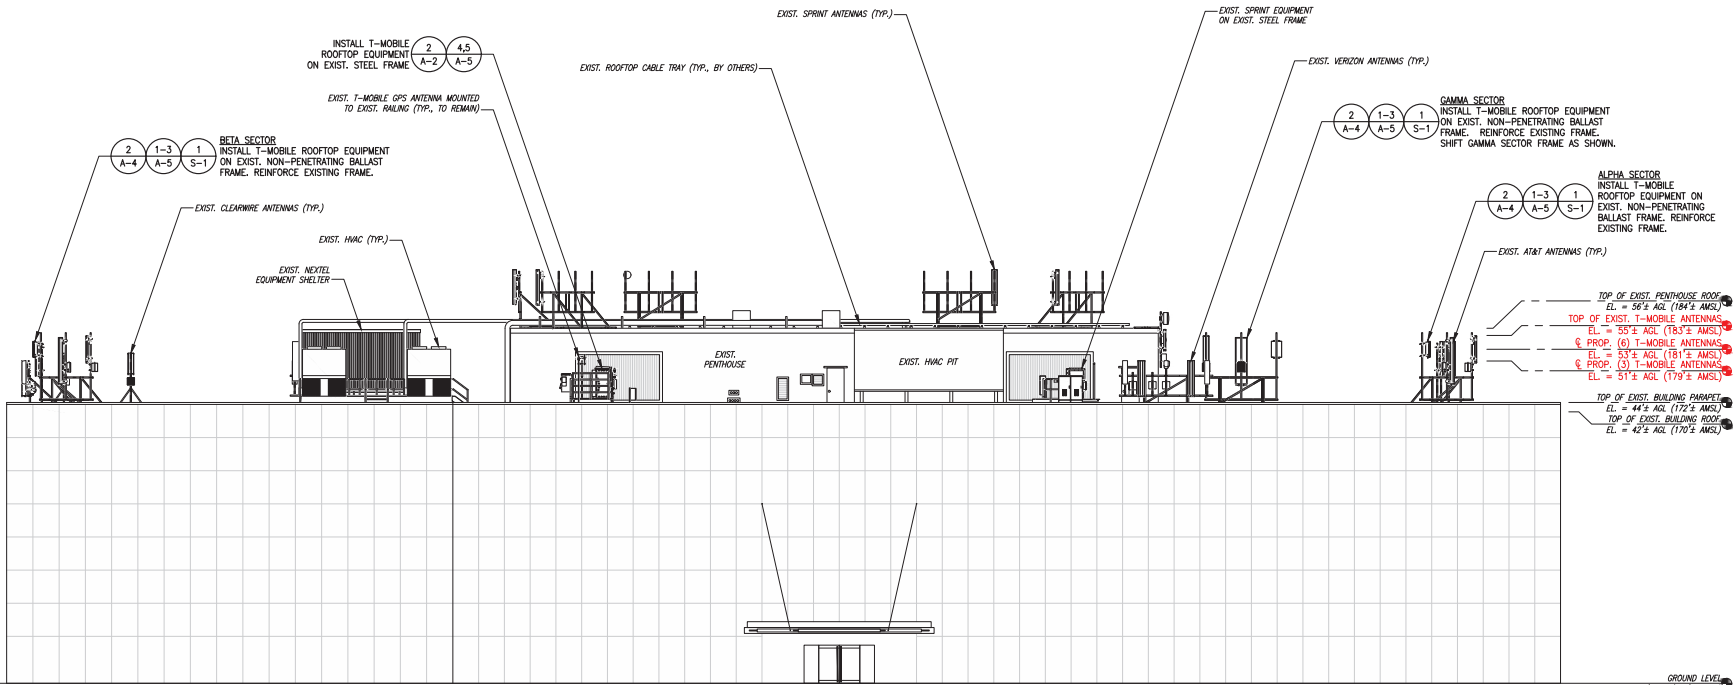 EXIST. SPRINT ANTENNAS (TYP.)
EXIST. SPRINT EQUIPMENT
ON EXIST. STEEL FRAME
INSTALL T-MOBILE
ROOFTOP EQUIPMENT
ON EXIST. STEEL FRAME
2
A-2
4,5
A-5
EXIST. ROOFTOP CABLE TRAY (TYP., BY OTHERS)
EXIST. VERIZON ANTENNAS (TYP.)
EXIST. T-MOBILE GPS ANTENNA MOUNTED
TO EXIST. RAILING (TYP., TO REMAIN)
2
A-4
1-3
A-5
1
S-1
GAMMA SECTOR
INSTALL T-MOBILE ROOFTOP EQUIPMENT
ON EXIST. NON-PENETRATING BALLAST
FRAME. REINFORCE EXISTING FRAME.
SHIFT GAMMA SECTOR FRAME AS SHOWN.
2
A-4
1-3
A-5
1
S-1
BETA SECTOR
INSTALL T-MOBILE ROOFTOP EQUIPMENT
ON EXIST. NON-PENETRATING BALLAST
FRAME. REINFORCE EXISTING FRAME.
2
A-4
1-3
A-5
1
S-1
ALPHA SECTOR
INSTALL T-MOBILE
ROOFTOP EQUIPMENT ON
EXIST. NON-PENETRATING
BALLAST FRAME. REINFORCE
EXISTING FRAME.
EXIST. CLEARWIRE ANTENNAS (TYP.)
EXIST. HVAC (TYP.)
EXIST. AT&T ANTENNAS (TYP.)
EXIST. NEXTEL
EQUIPMENT SHELTER
TOP OF EXIST. PENTHOUSE ROOF
EL. = 56'± AGL (184'± AMSL)
TOP OF EXIST. T-MOBILE ANTENNAS
EL. = 55'± AGL (183'± AMSL)
℄ PROP. (6) T-MOBILE ANTENNAS
EL. = 53'± AGL (181'± AMSL)
℄ PROP. (3) T-MOBILE ANTENNAS
EL. = 51'± AGL (179'± AMSL)
EXIST.
PENTHOUSE
EXIST. HVAC PIT
TOP OF EXIST. BUILDING PARAPET
EL. = 44'± AGL (172'± AMSL)
TOP OF EXIST. BUILDING ROOF
EL. = 42'± AGL (170'± AMSL)
GROUND LEVEL